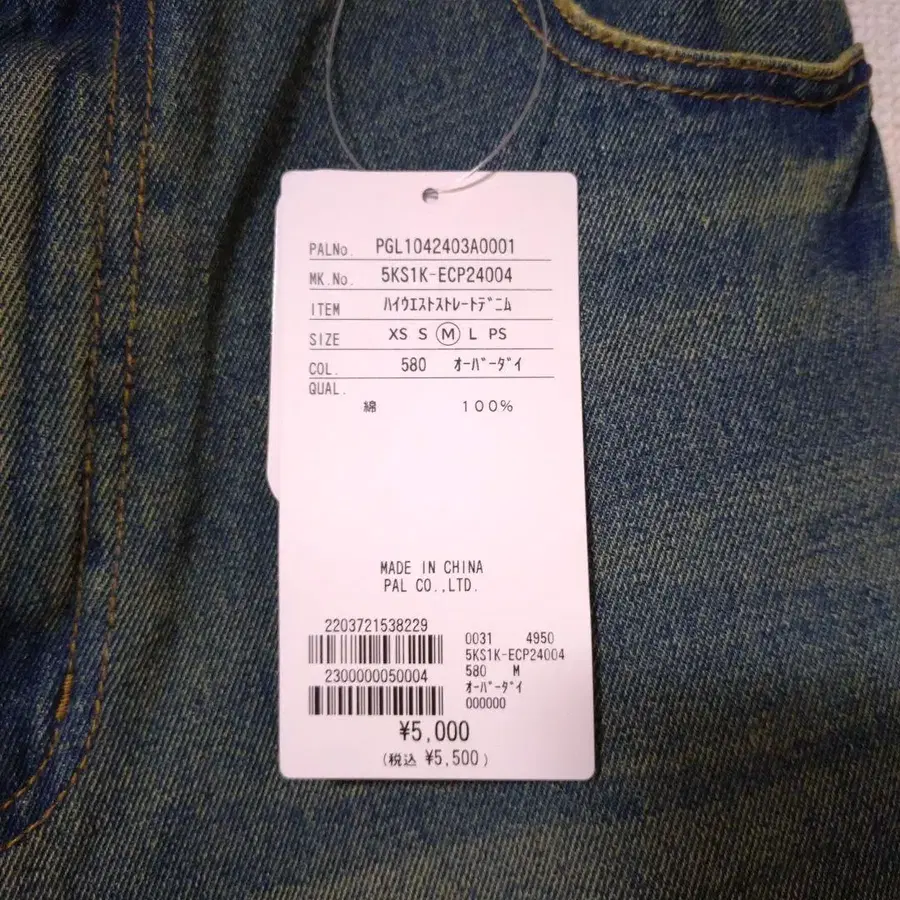 PALNo. PGL1042403A0001
MK.No. 5KS1K-ECP24004
ITEM ﾊｲｳｴｽﾄｽﾄﾚｰﾄﾃﾞﾆﾑ
SIZE XS S M L PS
COL. 580 ｵｰﾊﾞｰﾀﾞｲ
QUAL.
綿 100%
MADE IN CHINA
PAL CO.,LTD.
2203721538229
2300000050004
0031 4950
5KS1K-ECP24004
580 M
ｵｰﾊﾞｰﾀﾞｲ
000000
¥5,000
(税込 ¥5,500)